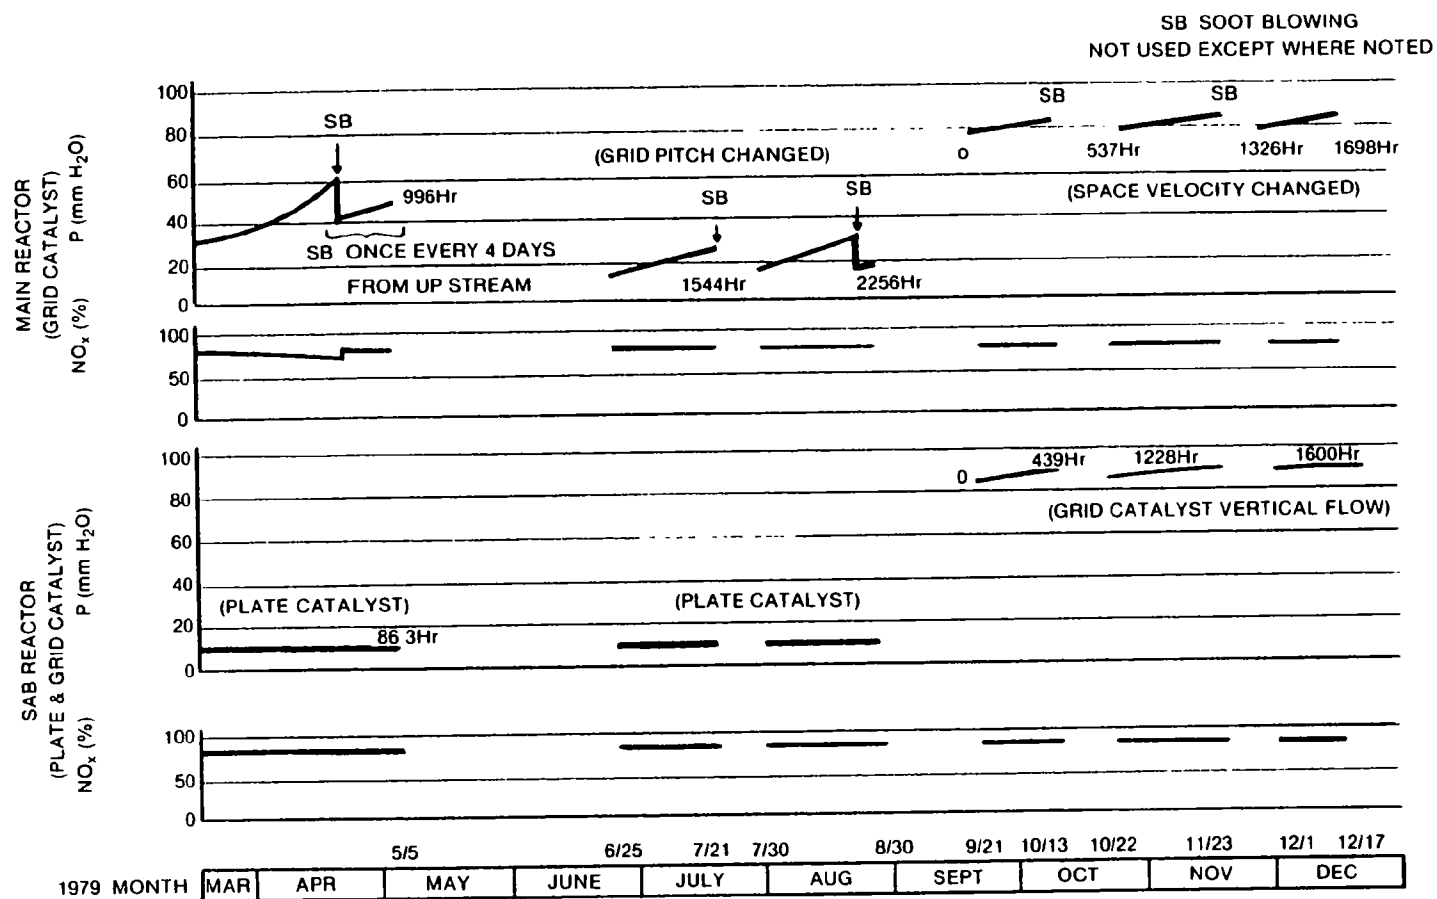 SB SOOT BLOWING
NOT USED EXCEPT WHERE NOTED
MAIN REACTOR
(GRID CATALYST)
P (mm H2O)
100
80
60
40
20
0
SB
996Hr
SB ONCE EVERY 4 DAYS
FROM UP STREAM
(GRID PITCH CHANGED)
SB
1544Hr
SB
2256Hr
SB
SB
o
537Hr
1326Hr
1698Hr
(SPACE VELOCITY CHANGED)
NOx (%)
100
50
0
SAB REACTOR
(PLATE & GRID CATALYST)
P (mm H2O)
100
80
60
40
20
0
0
439Hr
1228Hr
1600Hr
(GRID CATALYST VERTICAL FLOW)
(PLATE CATALYST)
(PLATE CATALYST)
86 3Hr
NOx (%)
100
50
0
5/5 6/25 7/21 7/30 8/30 9/21 10/13 10/22 11/23 12/1 12/17
1979 MONTH MAR APR MAY JUNE JULY AUG SEPT OCT NOV DEC